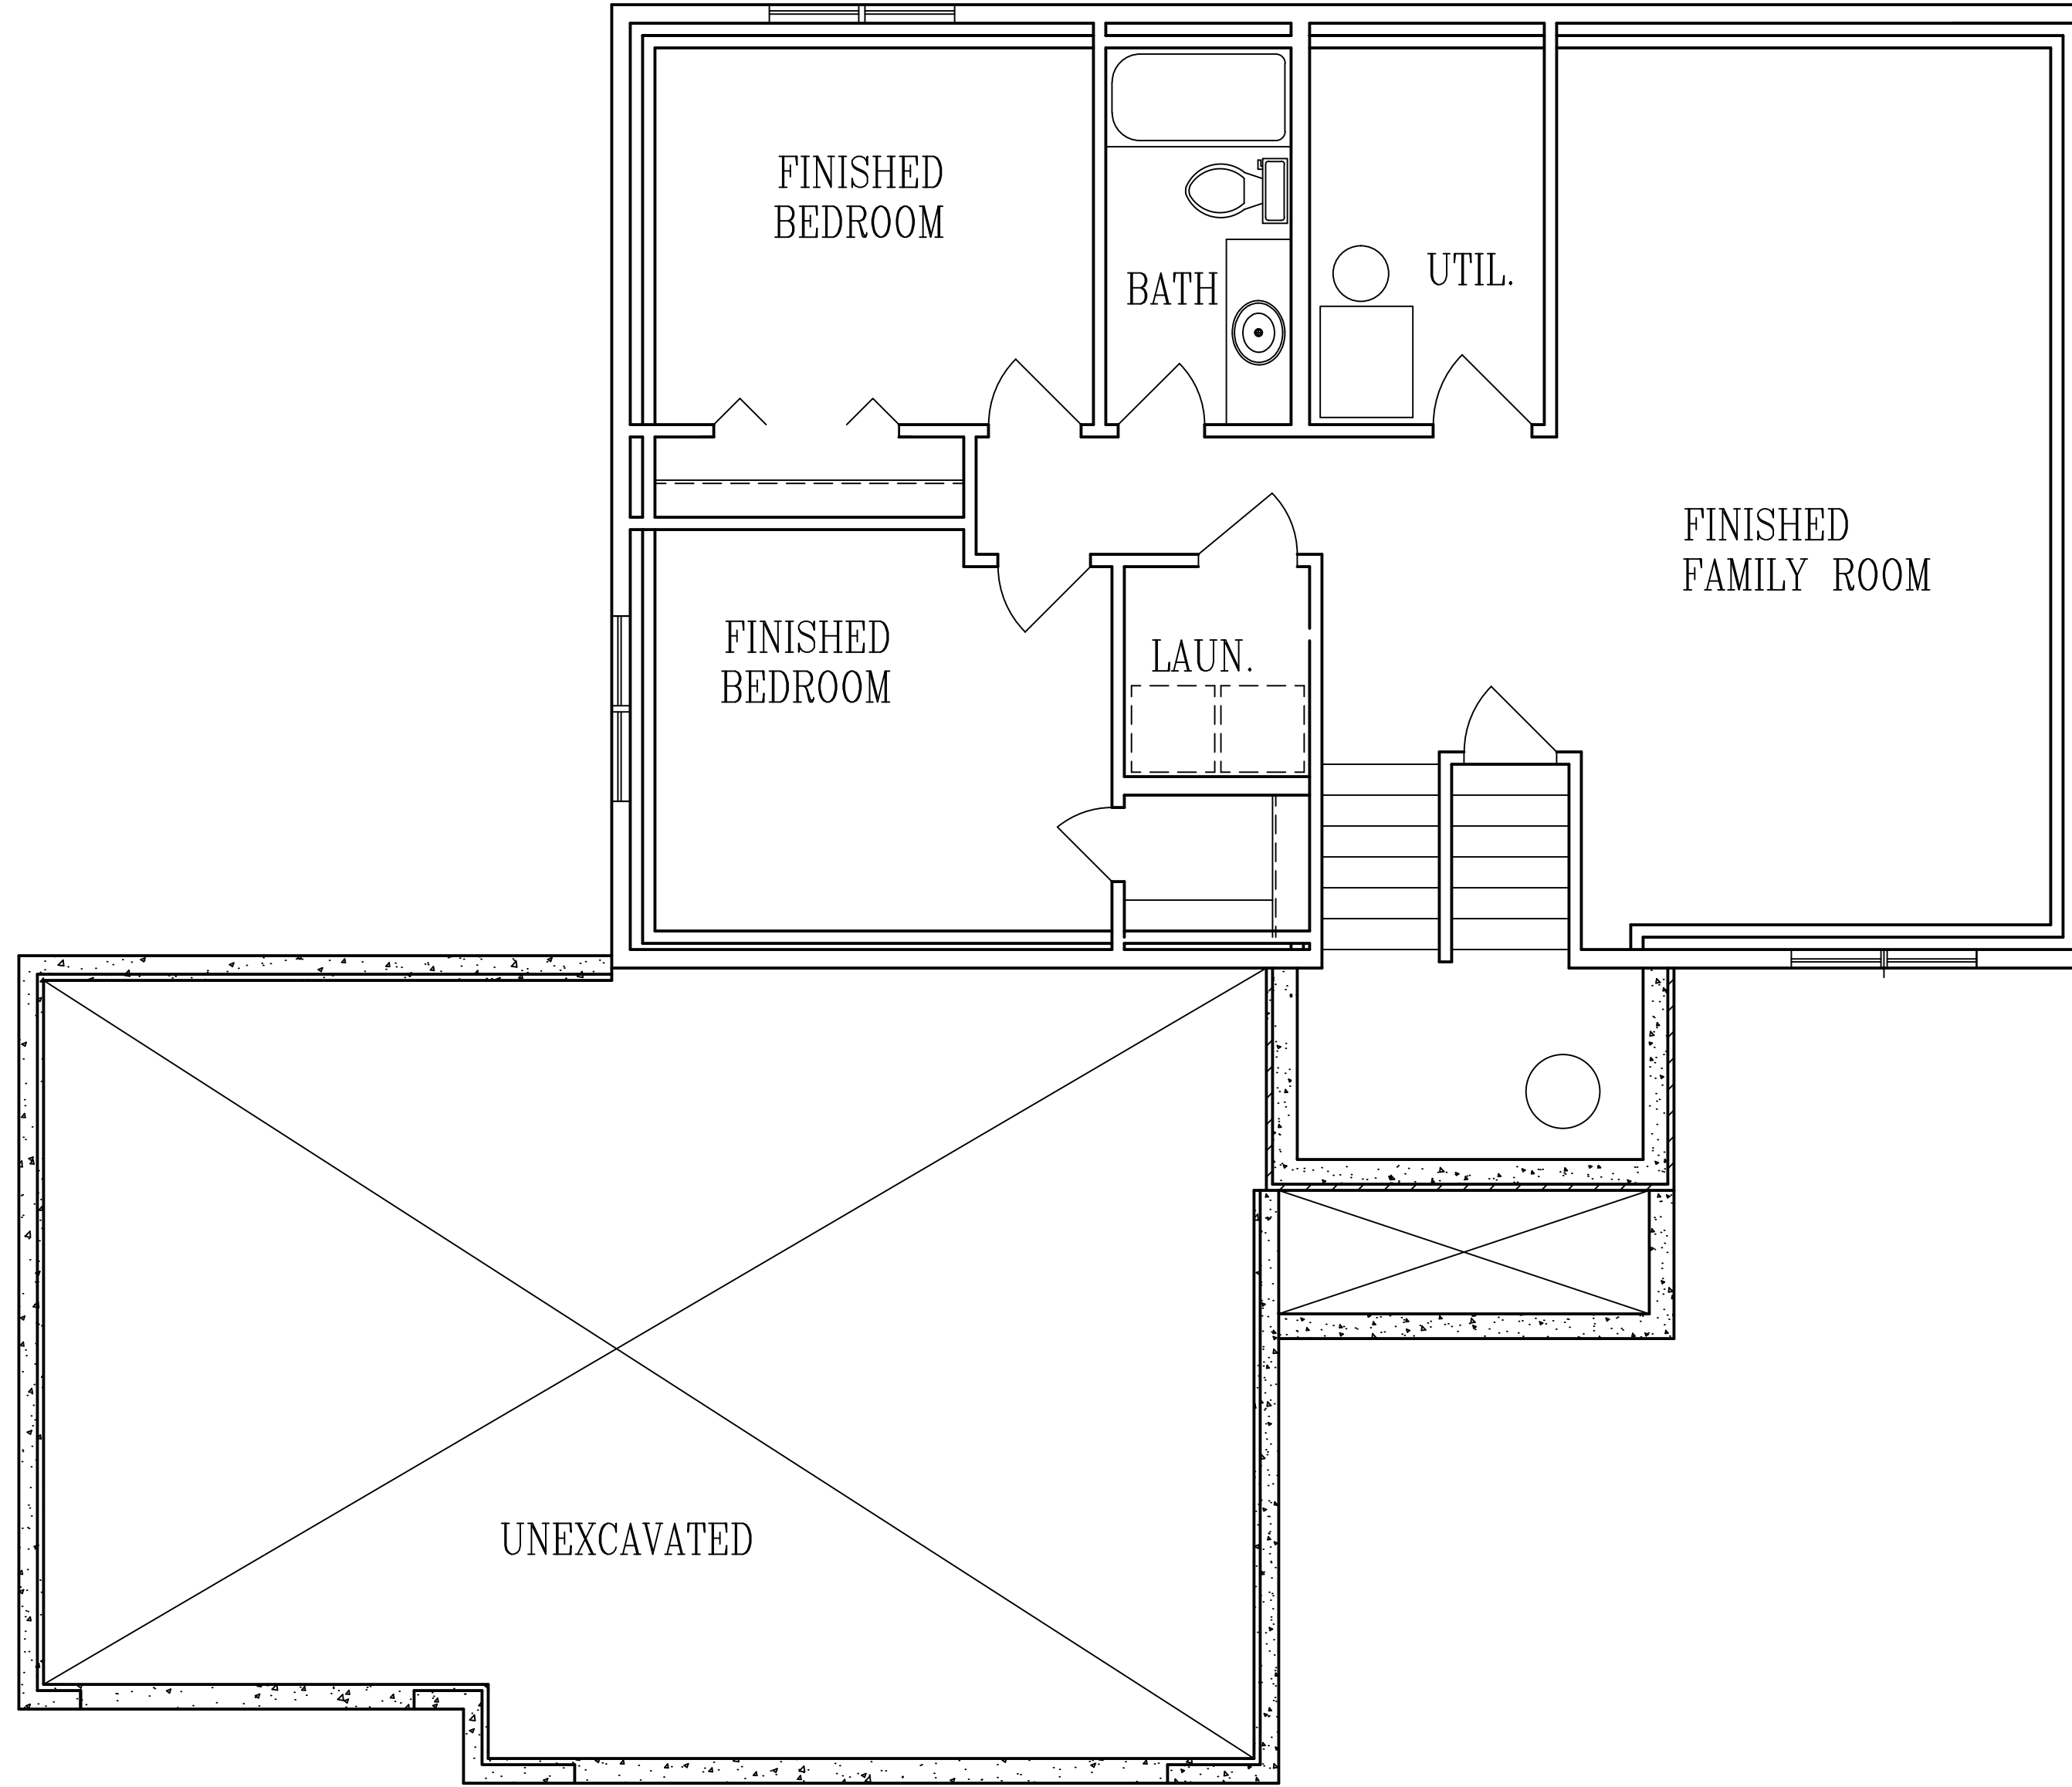 FINISHED
BEDROOM
BATH
UTIL.
FINISHED
FAMILY ROOM
FINISHED
BEDROOM
LAUN.
UNEXCAVATED